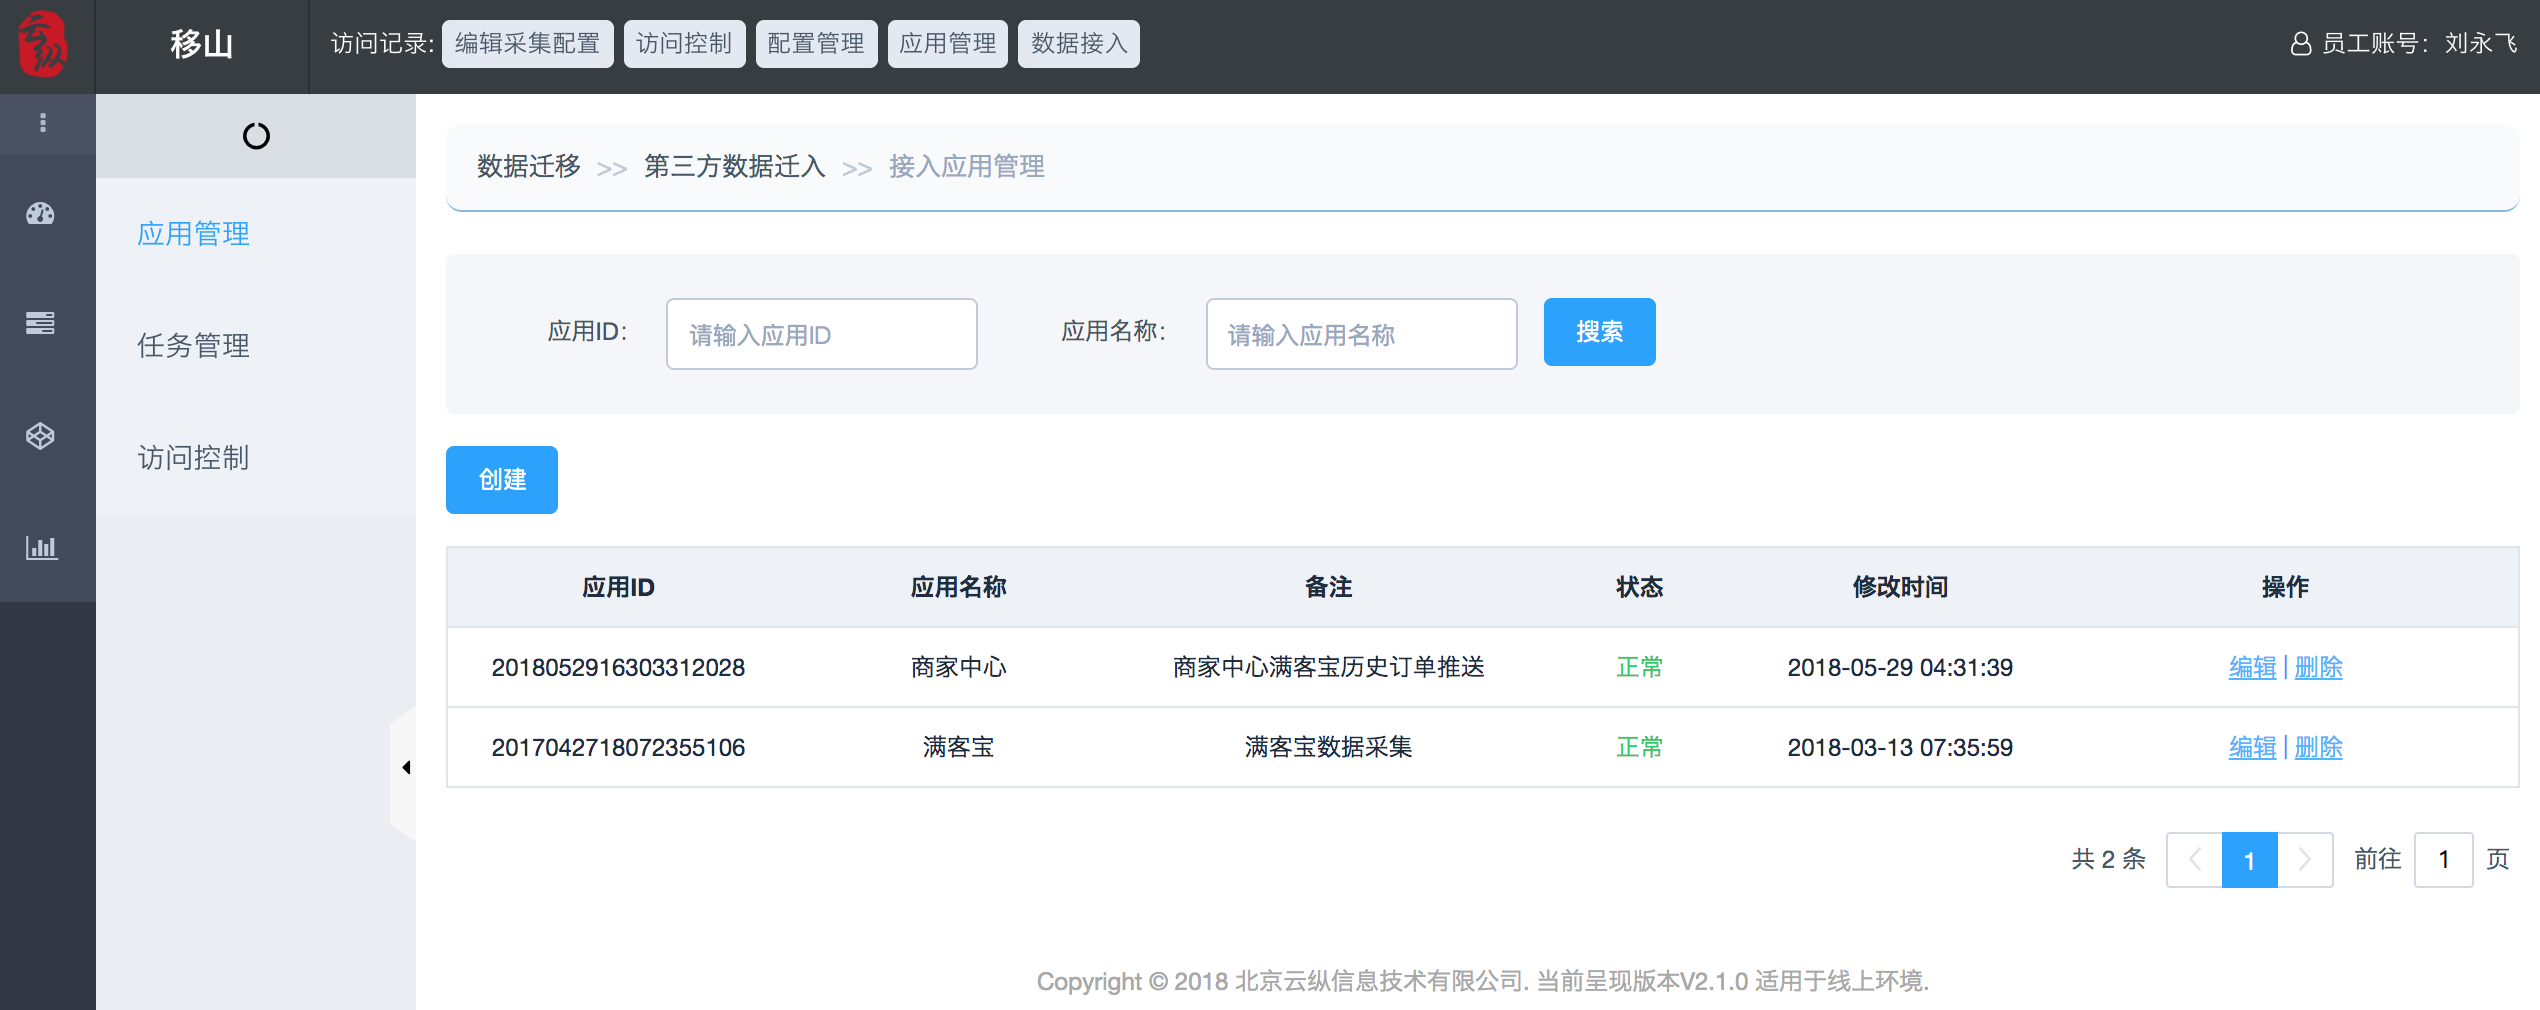 云纵
移山
访问记录: 编辑采集配置 访问控制 配置管理 应用管理 数据接入
员工账号：刘永飞
应用管理
任务管理
访问控制
数据迁移 >> 第三方数据迁入 >> 接入应用管理
应用ID: 请输入应用ID 应用名称: 请输入应用名称 搜索
创建
应用ID 应用名称 备注 状态 修改时间 操作
2018052916303312028 商家中心 商家中心满客宝历史订单推送 正常 2018-05-29 04:31:39 编辑 | 删除
2017042718072355106 满客宝 满客宝数据采集 正常 2018-03-13 07:35:59 编辑 | 删除
共 2 条 1 前往 1 页
Copyright © 2018 北京云纵信息技术有限公司. 当前呈现版本V2.1.0 适用于线上环境.